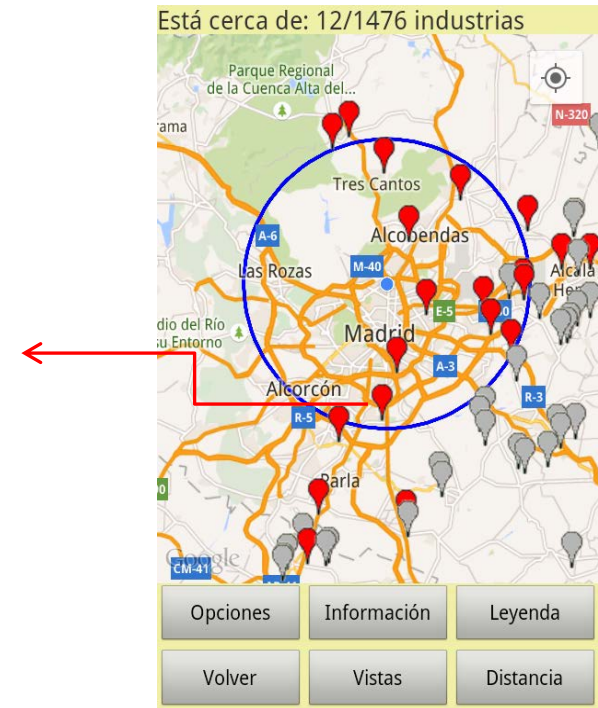 Está cerca de: 12/1476 industrias
Parque Regional
de la Cuenca Alta del...
N-320
rama
Tres Cantos
A-6
Alcobendas
Las Rozas
M-40
Alcalá
E-5
dio del Río
su Entorno
Madrid
A-3
Alcorcón
R-3
R-5
Parla
Google
CM-41
Opciones
Información
Leyenda
Volver
Vistas
Distancia